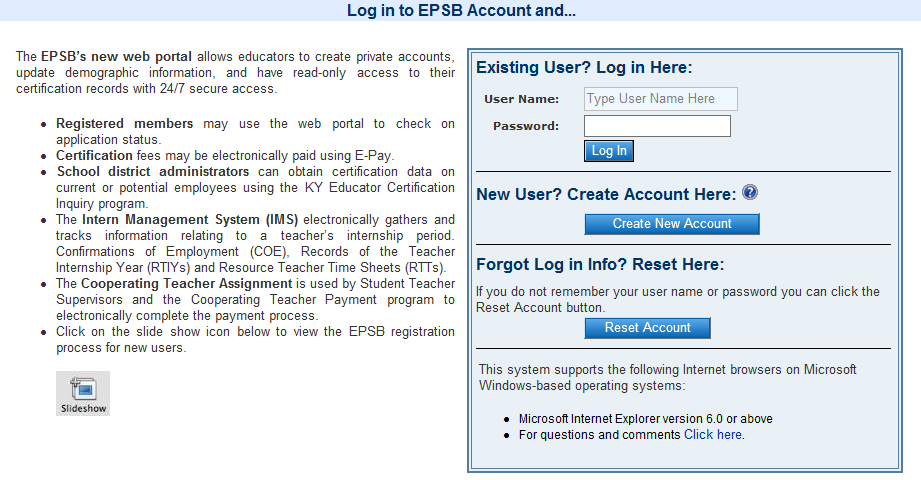 Log in to EPSB Account and...
The EPSB's new web portal allows educators to create private accounts,
update demographic information, and have read-only access to their
certification records with 24/7 secure access.
• Registered members may use the web portal to check on
application status.
• Certification fees may be electronically paid using E-Pay.
• School district administrators can obtain certification data on
current or potential employees using the KY Educator Certification
Inquiry program.
• The Intern Management System (IMS) electronically gathers and
tracks information relating to a teacher's internship period.
Confirmations of Employment (COE), Records of the Teacher
Internship Year (RTIYs) and Resource Teacher Time Sheets (RTTs).
• The Cooperating Teacher Assignment is used by Student Teacher
Supervisors and the Cooperating Teacher Payment program to
electronically complete the payment process.
• Click on the slide show icon below to view the EPSB registration
process for new users.
Slideshow
Existing User? Log in Here:
User Name: Type User Name Here
Password:
Log In
New User? Create Account Here: ?
Create New Account
Forgot Log in Info? Reset Here:
If you do not remember your user name or password you can click the
Reset Account button.
Reset Account
This system supports the following Internet browsers on Microsoft
Windows-based operating systems:
• Microsoft Internet Explorer version 6.0 or above
• For questions and comments Click here.